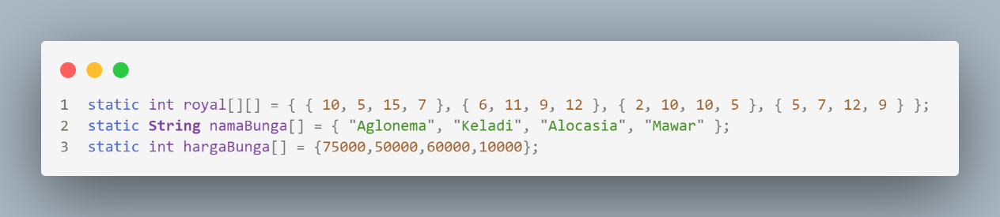 1 static int royal[][] = { { 10, 5, 15, 7 }, { 6, 11, 9, 12 }, { 2, 10, 10, 5 }, { 5, 7, 12, 9 } };
2 static String namaBunga[] = { "Aglonema", "Keladi", "Alocasia", "Mawar" };
3 static int hargaBunga[] = {75000,50000,60000,10000};